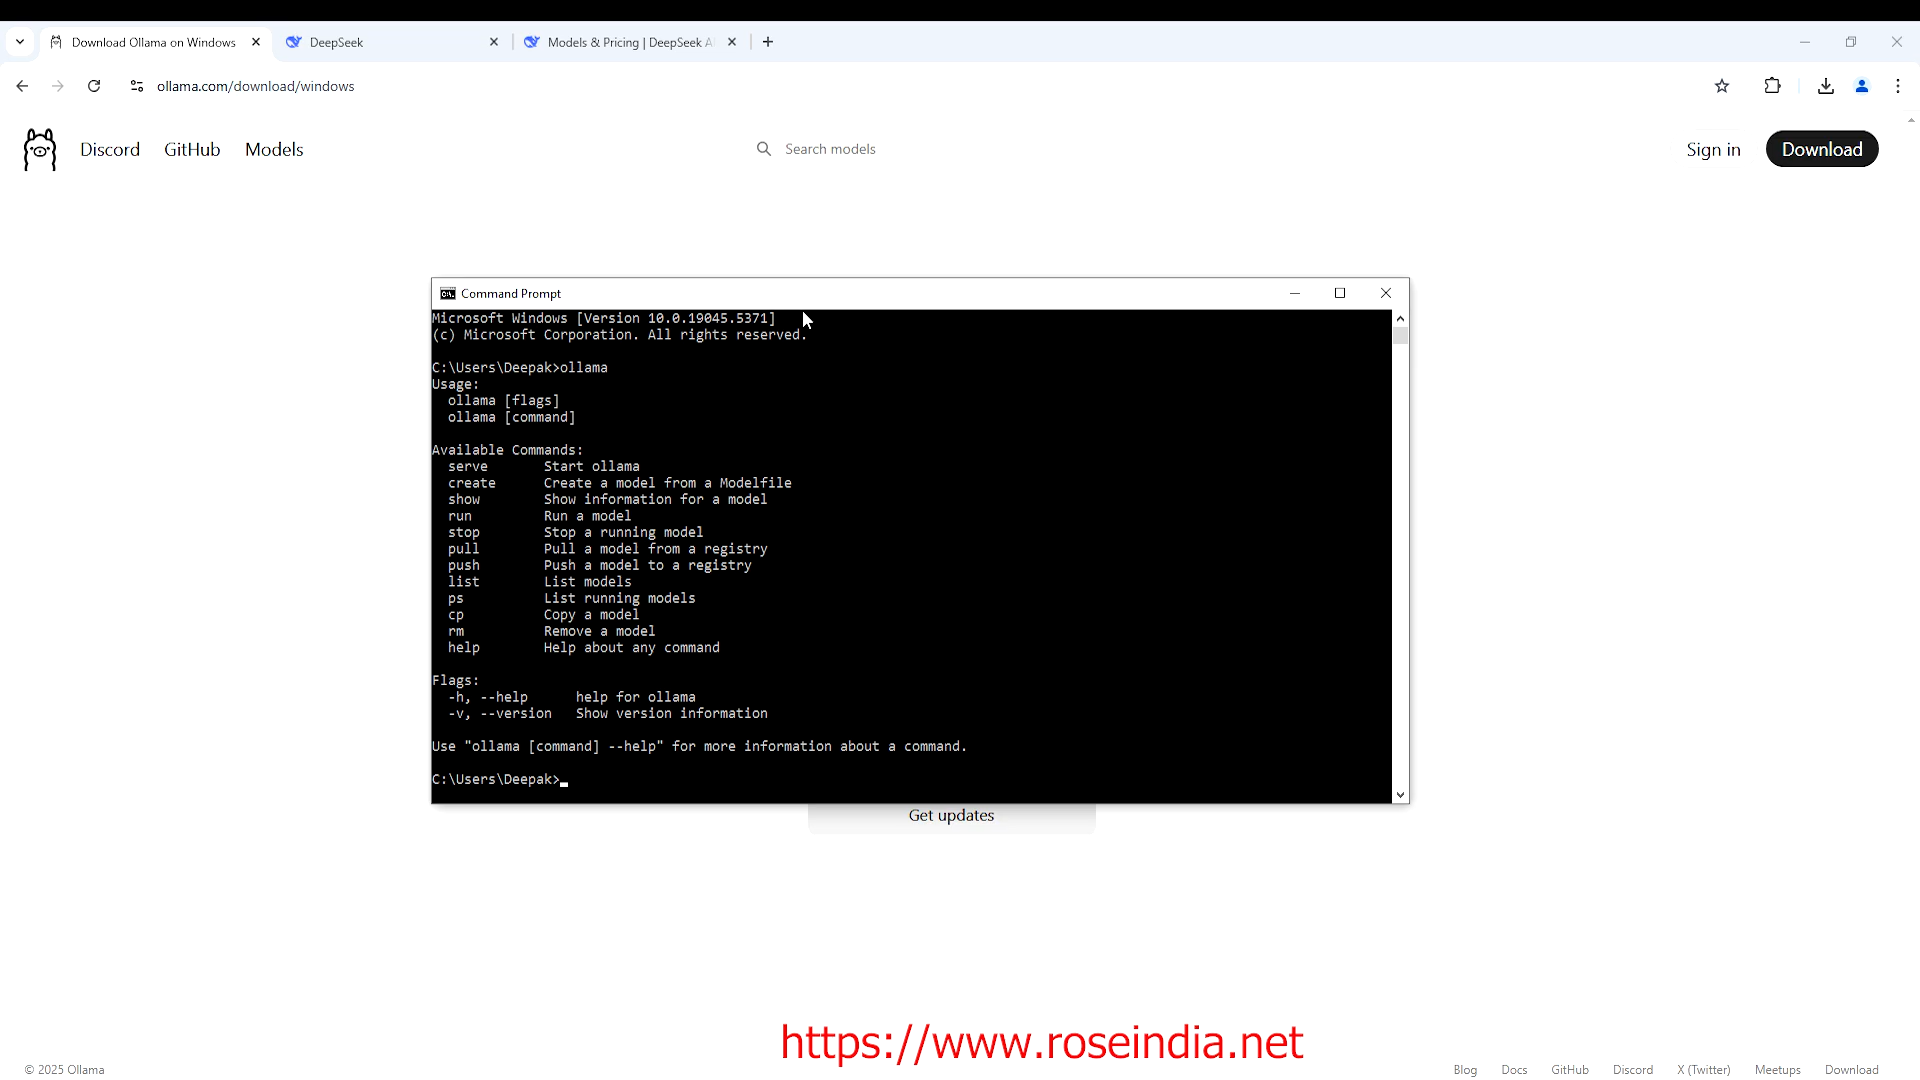 Download Ollama on Windows
DeepSeek
Models & Pricing | DeepSeek A
ollama.com/download/windows
Discord GitHub Models
Search models
Sign in
Download
Command Prompt
Microsoft Windows [Version 10.0.19045.5371]
(c) Microsoft Corporation. All rights reserved.
C:\Users\Deepak>ollama
Usage:
ollama [flags]
ollama [command]
Available Commands:
serve Start ollama
create Create a model from a Modelfile
show Show information for a model
run Run a model
stop Stop a running model
pull Pull a model from a registry
push Push a model to a registry
list List models
ps List running models
cp Copy a model
rm Remove a model
help Help about any command
Flags:
-h, --help help for ollama
-v, --version Show version information
Use "ollama [command] --help" for more information about a command.
C:\Users\Deepak>
Get updates
https://www.roseindia.net
© 2025 Ollama
Blog Docs GitHub Discord X (Twitter) Meetups Download